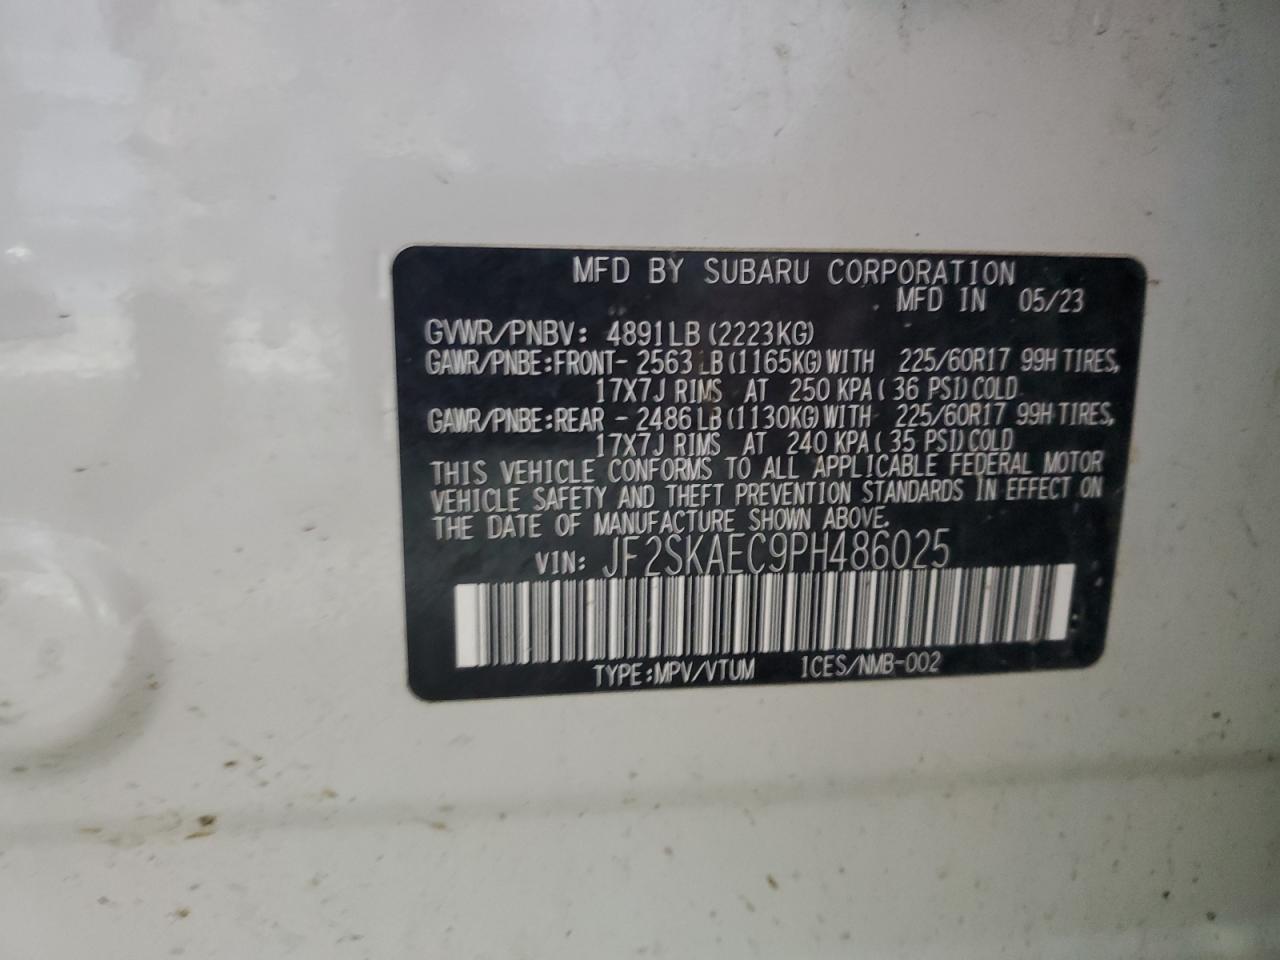 MFD BY SUBARU CORPORATION
MFD IN 05/23
GVWR/PNBV: 4891LB(2223KG)
GAWR/PNBE:FRONT- 2563 LB(1165KG)WITH 225/60R17 99H TIRES,
17X7J RIMS AT 250 KPA( 36 PSI)COLD
GAWR/PNBE:REAR - 2486 LB(1130KG)WITH 225/60R17 99H TIRES,
17X7J RIMS AT 240 KPA( 35 PSI)COLD
THIS VEHICLE CONFORMS TO ALL APPLICABLE FEDERAL MOTOR
VEHICLE SAFETY AND THEFT PREVENTION STANDARDS IN EFFECT ON
THE DATE OF MANUFACTURE SHOWN ABOVE.
VIN: JF2SKAEC9PH486025
TYPE:MPV/VTUM ICES/NMB-002